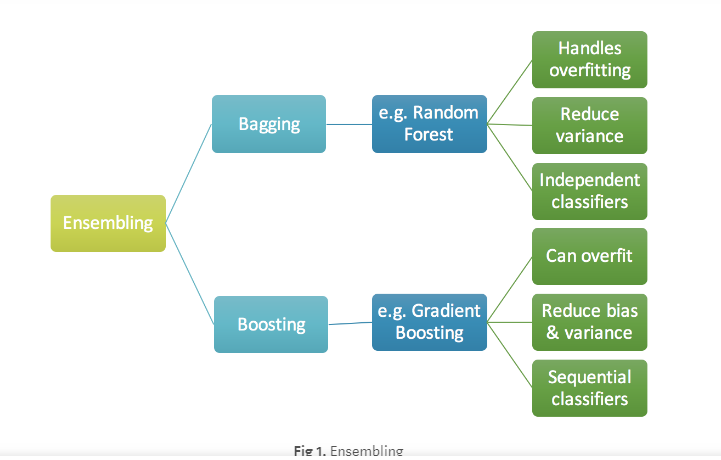 Ensembling
Bagging
e.g. Random
Forest
Handles
overfitting
Reduce
variance
Independent
classifiers
Boosting
e.g. Gradient
Boosting
Can overfit
Reduce bias
& variance
Sequential
classifiers
Fig 1. Ensembling